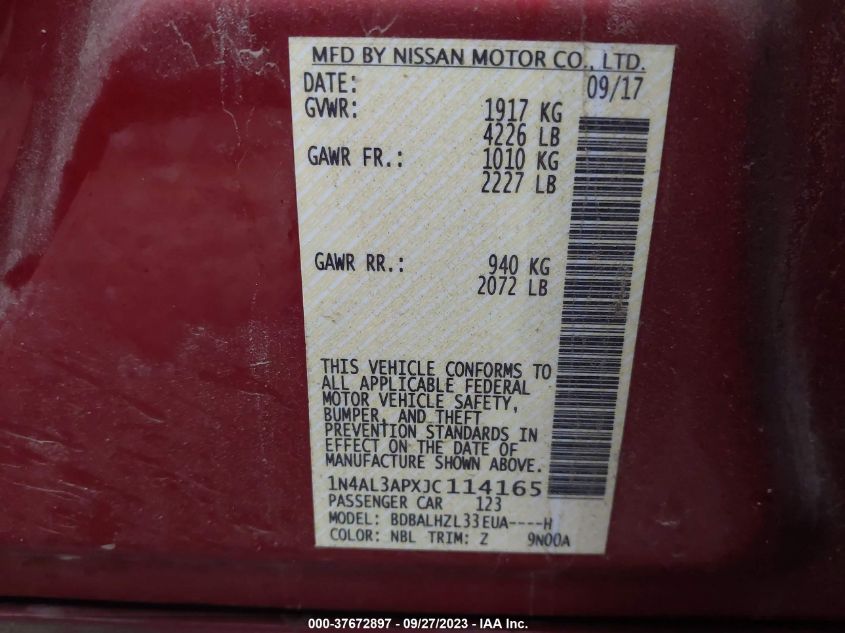 MFD BY NISSAN MOTOR CO., LTD.
DATE: 09/17
GVWR: 1917 KG
4226 LB
GAWR FR.: 1010 KG
2227 LB
GAWR RR.: 940 KG
2072 LB
THIS VEHICLE CONFORMS TO
ALL APPLICABLE FEDERAL
MOTOR VEHICLE SAFETY,
BUMPER, AND THEFT
PREVENTION STANDARDS IN
EFFECT ON THE DATE OF
MANUFACTURE SHOWN ABOVE.
1N4AL3APXJC114165
PASSENGER CAR 123
MODEL: BDBALHZL33EUA----H
COLOR: NBL TRIM: Z 9N00A
000-37672897 - 09/27/2023 - IAA Inc.